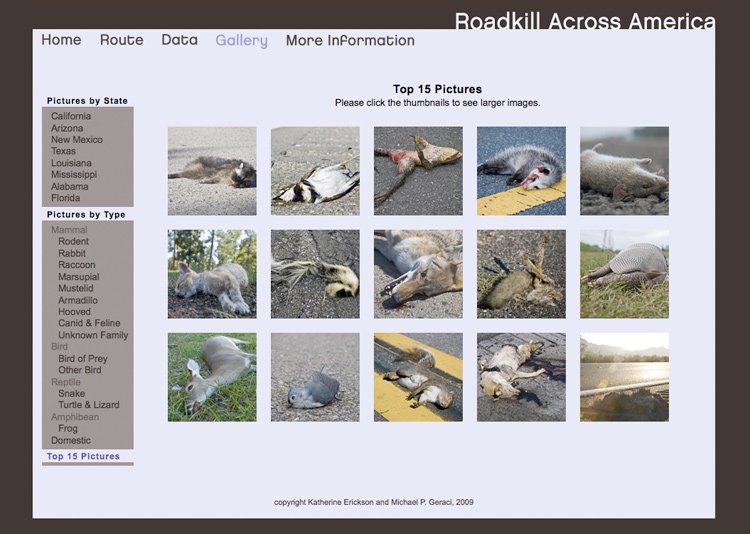 Roadkill Across America
Home Route Data Gallery More Information
Top 15 Pictures
Please click the thumbnails to see larger images.
Pictures by State
California
Arizona
New Mexico
Texas
Louisiana
Mississippi
Alabama
Florida
Pictures by Type
Mammal
Rodent
Rabbit
Raccoon
Marsupial
Mustelid
Armadillo
Hooved
Canid & Feline
Unknown Family
Bird
Bird of Prey
Other Bird
Reptile
Snake
Turtle & Lizard
Amphibean
Frog
Domestic
Top 15 Pictures
copyright Katherine Erickson and Michael P. Geraci, 2009